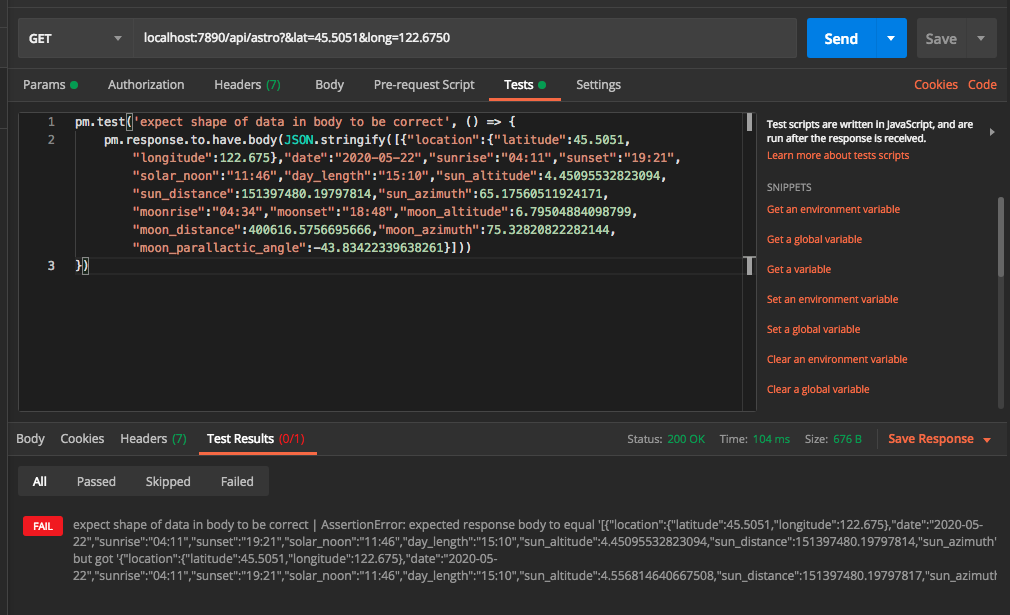 GET
localhost:7890/api/astro?&lat=45.5051&long=122.6750
Send
Save
Params
Authorization
Headers (7)
Body
Pre-request Script
Tests
Settings
Cookies
Code
1 pm.test('expect shape of data in body to be correct', () => {
2 pm.response.to.have.body(JSON.stringify([{"location":{"latitude":45.5051,
"longitude":122.675},"date":"2020-05-22","sunrise":"04:11","sunset":"19:21",
"solar_noon":"11:46","day_length":"15:10","sun_altitude":4.45095532823094,
"sun_distance":151397480.19797814,"sun_azimuth":65.17560511924171,
"moonrise":"04:34","moonset":"18:48","moon_altitude":6.79504884098799,
"moon_distance":400616.5756695666,"moon_azimuth":75.32820822282144,
"moon_parallactic_angle":-43.83422339638261}]))
3 })
Test scripts are written in JavaScript, and are
run after the response is received.
Learn more about tests scripts
SNIPPETS
Get an environment variable
Get a global variable
Get a variable
Set an environment variable
Set a global variable
Clear an environment variable
Clear a global variable
Body
Cookies
Headers (7)
Test Results (0/1)
Status: 200 OK
Time: 104 ms
Size: 676 B
Save Response
All
Passed
Skipped
Failed
FAIL
expect shape of data in body to be correct | AssertionError: expected response body to equal '[{"location":{"latitude":45.5051,"longitude":122.675},"date":"2020-05-
22","sunrise":"04:11","sunset":"19:21","solar_noon":"11:46","day_length":"15:10","sun_altitude":4.45095532823094,"sun_distance":151397480.19797814,"sun_azimuth"
but got '{"location":{"latitude":45.5051,"longitude":122.675},"date":"2020-05-
22","sunrise":"04:11","sunset":"19:21","solar_noon":"11:46","day_length":"15:10","sun_altitude":4.556814640667508,"sun_distance":151397480.19797817,"sun_azimuth